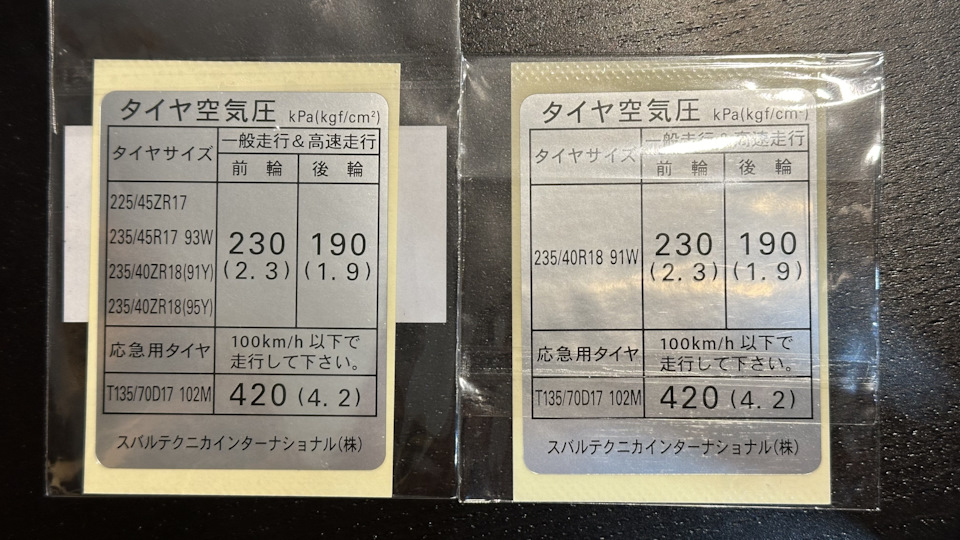 タイヤ空気圧 kPa(kgf/cm²)
タイヤサイズ 一般走行&高速走行
前 輪 後 輪
225/45ZR17
235/45R17 93W
235/40ZR18(91Y)
235/40ZR18(95Y)
230 190
(2.3) (1.9)
応急用タイヤ 100km/h 以下で
走行して下さい。
T135/70D17 102M 420 (4.2)
スバルテクニカインターナショナル(株)
タイヤ空気圧 kPa(kgf/cm²)
タイヤサイズ 一般走行&高速走行
前 輪 後 輪
235/40R18 91W 230 190
(2.3) (1.9)
応急用タイヤ 100km/h 以下で
走行して下さい。
T135/70D17 102M 420 (4.2)
スバルテクニカインターナショナル(株)